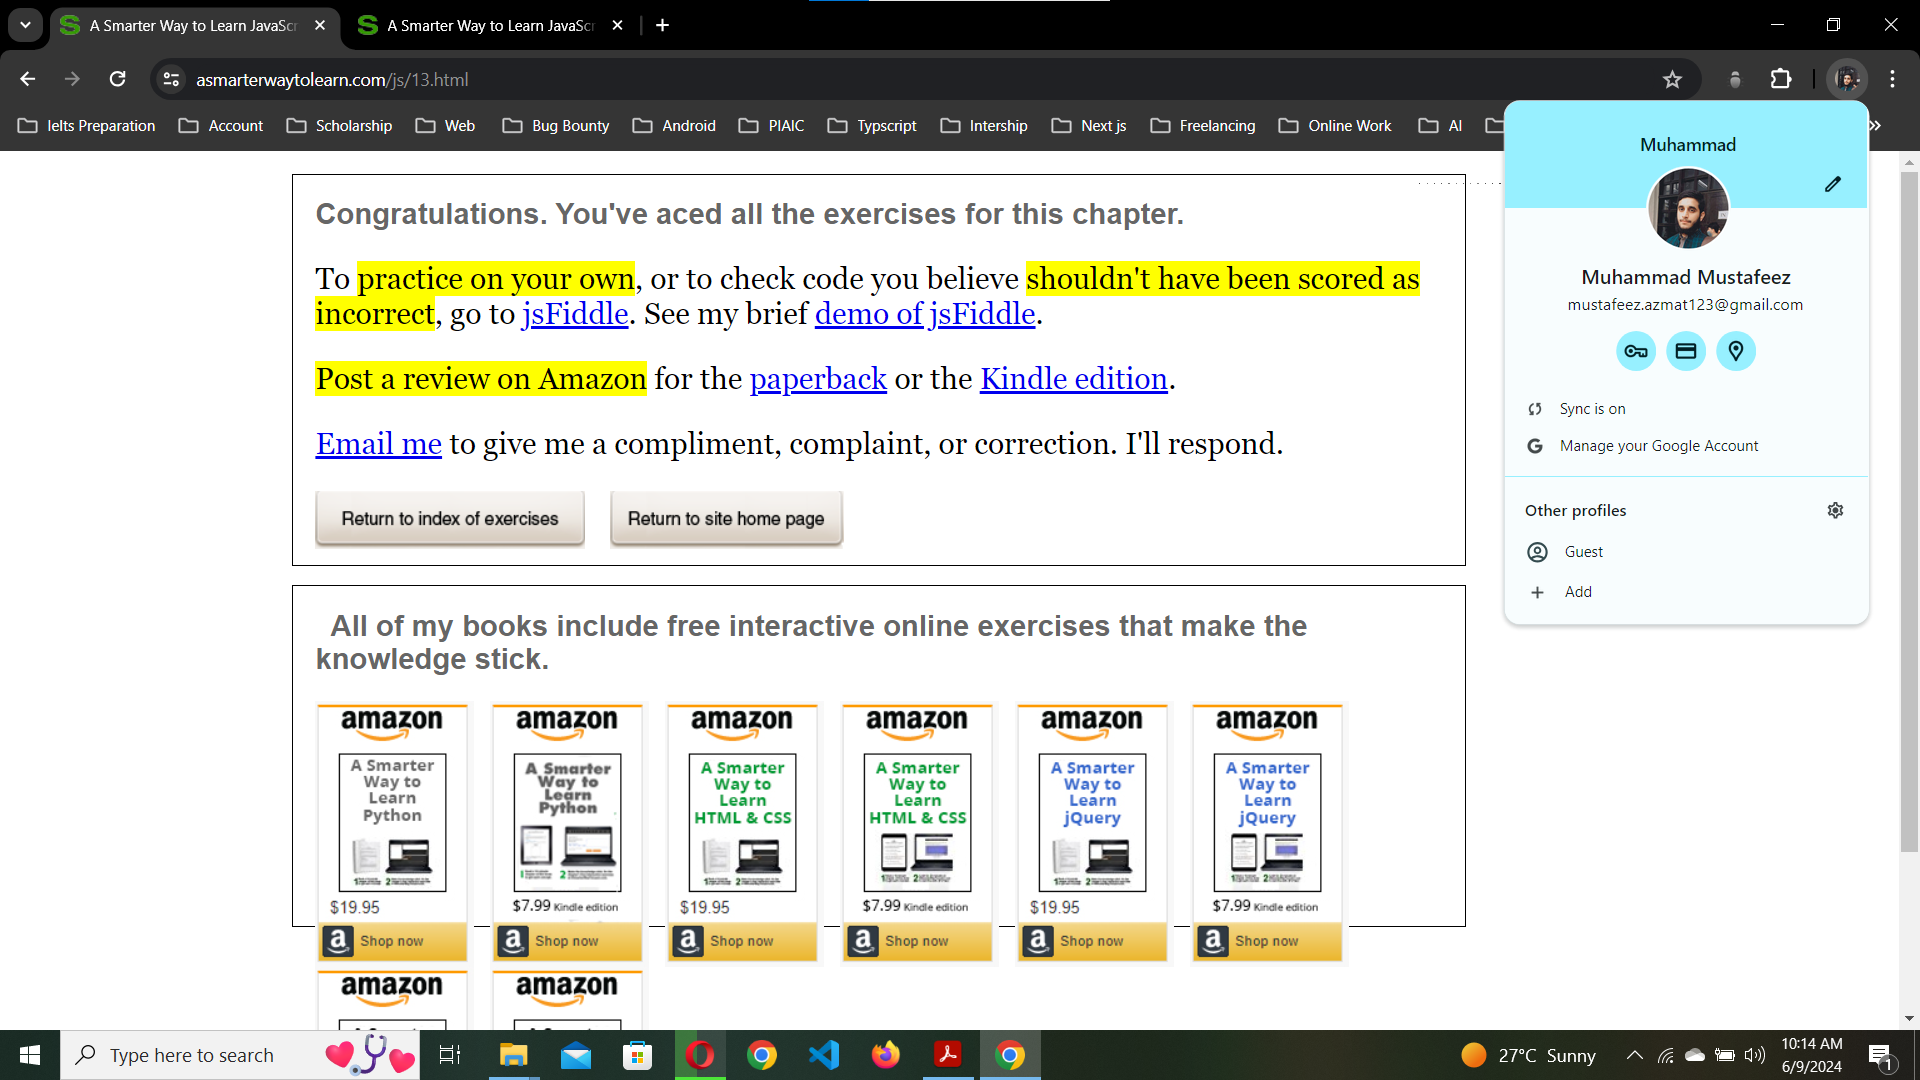 A Smarter Way to Learn JavaScr
A Smarter Way to Learn JavaScr
asmarterwaytolearn.com/js/13.html
Ielts Preparation
Account
Scholarship
Web
Bug Bounty
Android
PIAIC
Typscript
Intership
Next js
Freelancing
Online Work
AI
Congratulations. You've aced all the exercises for this chapter.
To practice on your own, or to check code you believe shouldn't have been scored as
incorrect, go to jsFiddle. See my brief demo of jsFiddle.
Post a review on Amazon for the paperback or the Kindle edition.
Email me to give me a compliment, complaint, or correction. I'll respond.
Return to index of exercises
Return to site home page
Muhammad
Muhammad Mustafeez
mustafeez.azmat123@gmail.com
Sync is on
Manage your Google Account
Other profiles
Guest
Add
All of my books include free interactive online exercises that make the
knowledge stick.
amazon
A Smarter
Way to
Learn
Python
$19.95
Shop now
amazon
A Smarter
Way to
Learn
Python
$7.99 Kindle edition
Shop now
amazon
A Smarter
Way to
Learn
HTML & CSS
$19.95
Shop now
amazon
A Smarter
Way to
Learn
HTML & CSS
$7.99 Kindle edition
Shop now
amazon
A Smarter
Way to
Learn
jQuery
$19.95
Shop now
amazon
A Smarter
Way to
Learn
jQuery
$7.99 Kindle edition
Shop now
amazon
amazon
Type here to search
27°C Sunny
10:14 AM
6/9/2024
1